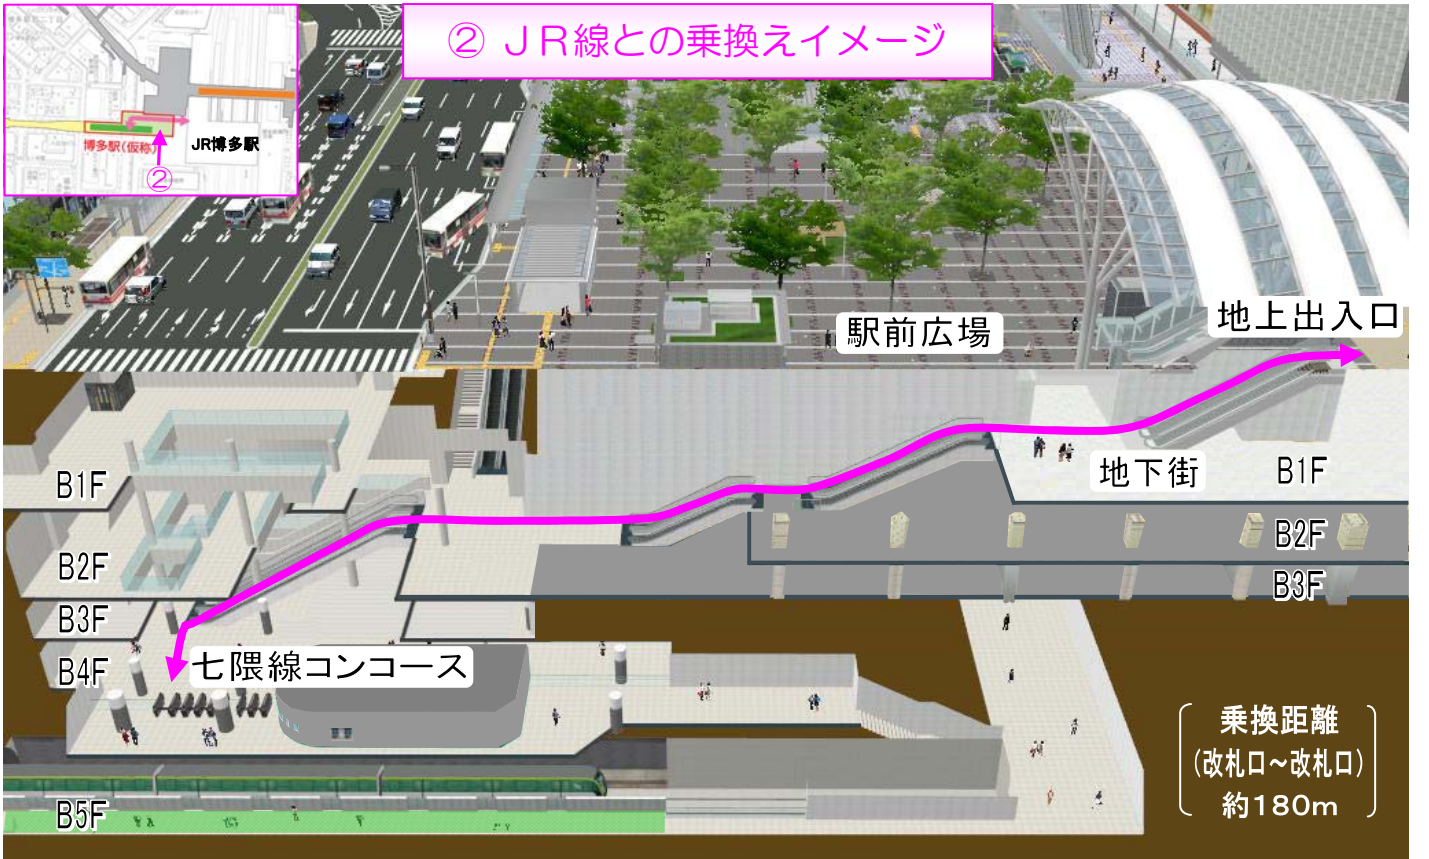 ② ＪＲ線との乗換えイメージ
JR博多駅
博多駅(仮称)
②
駅前広場
地上出入口
地下街
B1F
B1F
B2F
B2F
B3F
B3F
B4F
七隈線コンコース
B5F
乗換距離
(改札口～改札口)
約180m